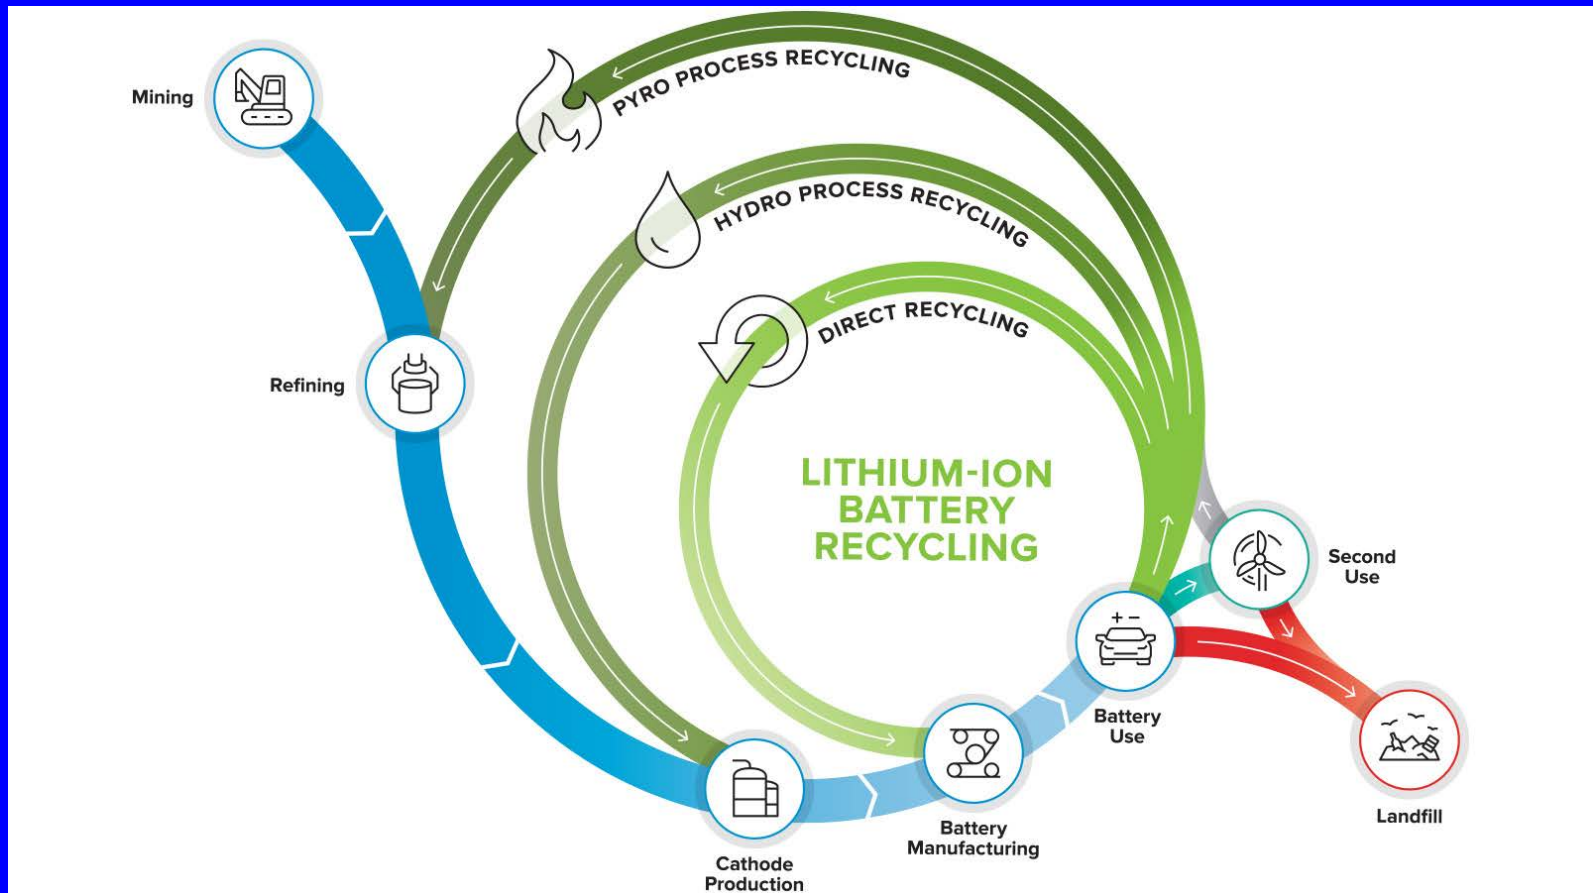 Mining
PYRO PROCESS RECYCLING
HYDRO PROCESS RECYCLING
DIRECT RECYCLING
Refining
LITHIUM-ION
BATTERY
RECYCLING
Second
Use
+ −
Battery
Use
Landfill
Battery
Manufacturing
Cathode
Production